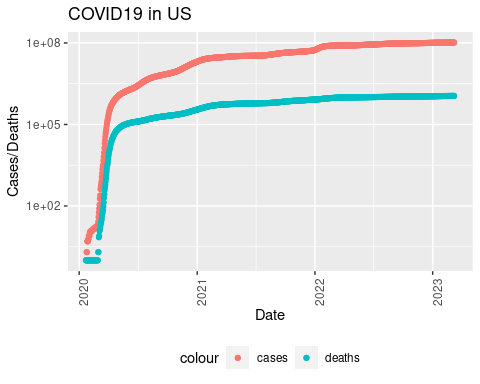 COVID19 in US
Cases/Deaths
1e+08
1e+05
1e+02
2020
2021
2022
2023
Date
colour cases deaths